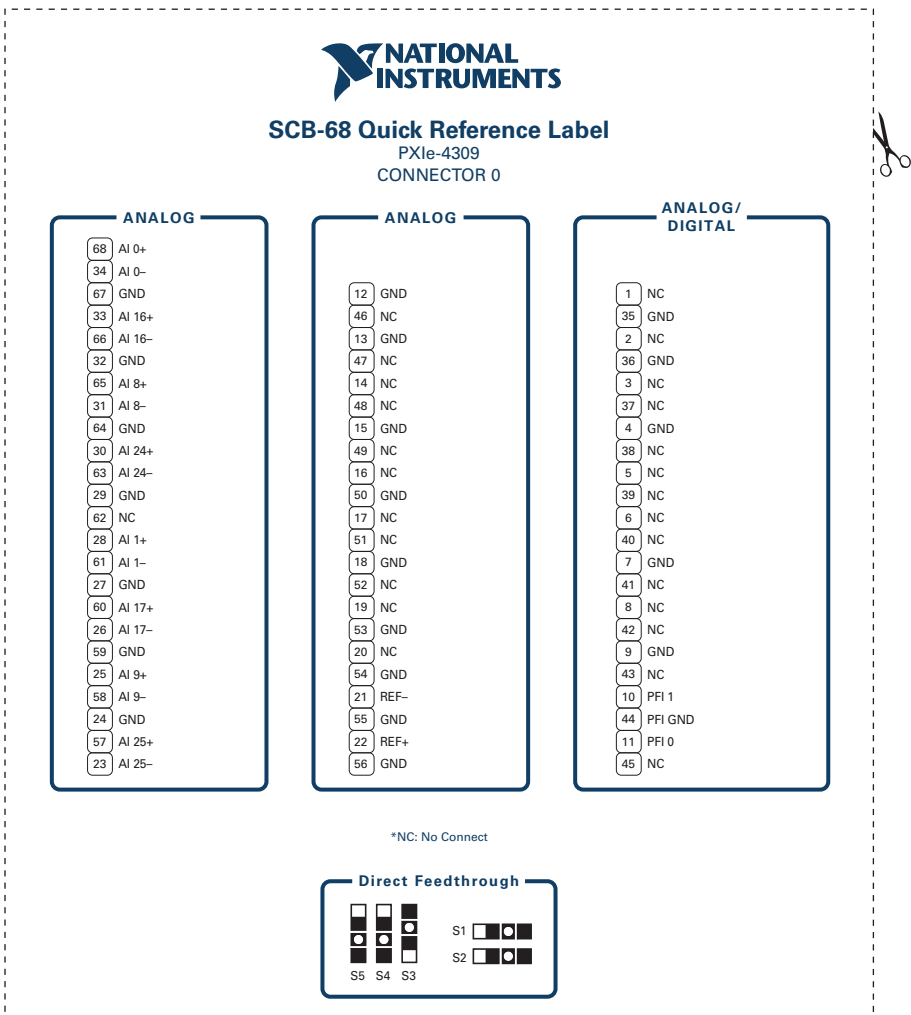 NATIONAL
INSTRUMENTS
SCB-68 Quick Reference Label
PXIe-4309
CONNECTOR 0
ANALOG
68 AI 0+
34 AI 0–
67 GND
33 AI 16+
66 AI 16–
32 GND
65 AI 8+
31 AI 8–
64 GND
30 AI 24+
63 AI 24–
29 GND
62 NC
28 AI 1+
61 AI 1–
27 GND
60 AI 17+
26 AI 17–
59 GND
25 AI 9+
58 AI 9–
24 GND
57 AI 25+
23 AI 25–
ANALOG
12 GND
46 NC
13 GND
47 NC
14 NC
48 NC
15 GND
49 NC
16 NC
50 GND
17 NC
51 NC
18 GND
52 NC
19 NC
53 GND
20 NC
54 GND
21 REF–
55 GND
22 REF+
56 GND
ANALOG/
DIGITAL
1 NC
35 GND
2 NC
36 GND
3 NC
37 NC
4 GND
38 NC
5 NC
39 NC
6 NC
40 NC
7 GND
41 NC
8 NC
42 NC
9 GND
43 NC
10 PFI 1
44 PFI GND
11 PFI 0
45 NC
*NC: No Connect
Direct Feedthrough
S5 S4 S3
S1
S2